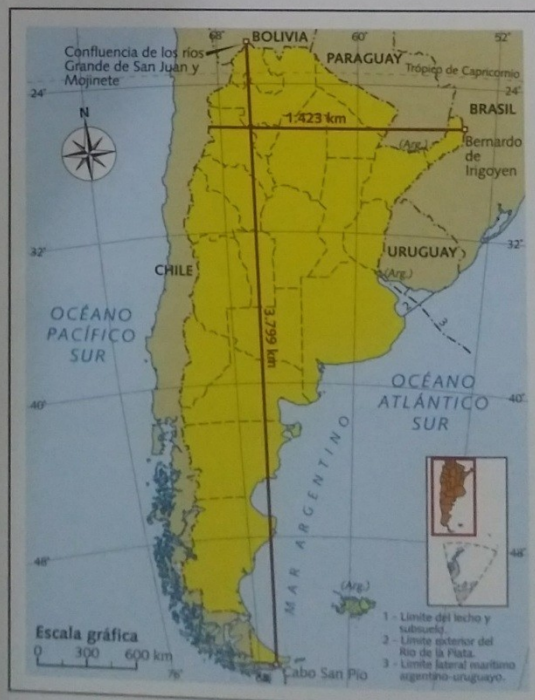 68°
BOLIVIA
52°
Confluencia de los ríos
Grande de San Juan y
Mojinete
PARAGUAY
60°
Trópico de Capricornio
24°
24°
N
BRASIL
1.423 km
(Arg.)
Bernardo
de
Irigoyen
32°
32°
URUGUAY
CHILE
(Arg.)
2
3
OCÉANO
PACÍFICO
SUR
3.799 km
OCÉANO
ATLÁNTICO
SUR
40°
40°
MAR ARGENTINO
48°
48°
(Arg.)
1 - Límite del lecho y
subsuelo.
2 - Límite exterior del
Río de la Plata.
3 - Límite lateral marítimo
argentino-uruguayo.
Escala gráfica
0 300 600 km
76°
Cabo San Pío